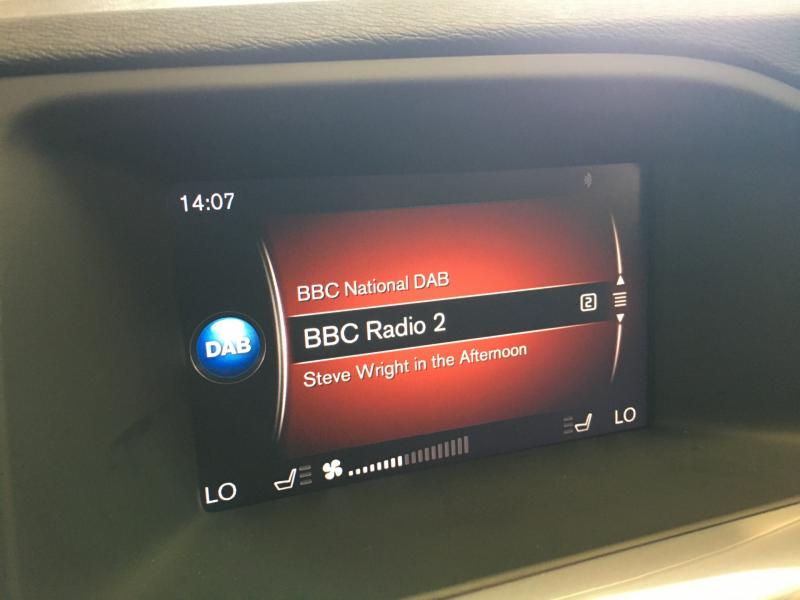 14:07
BBC National DAB
DAB
BBC Radio 2
2
Steve Wright in the Afternoon
LO
LO